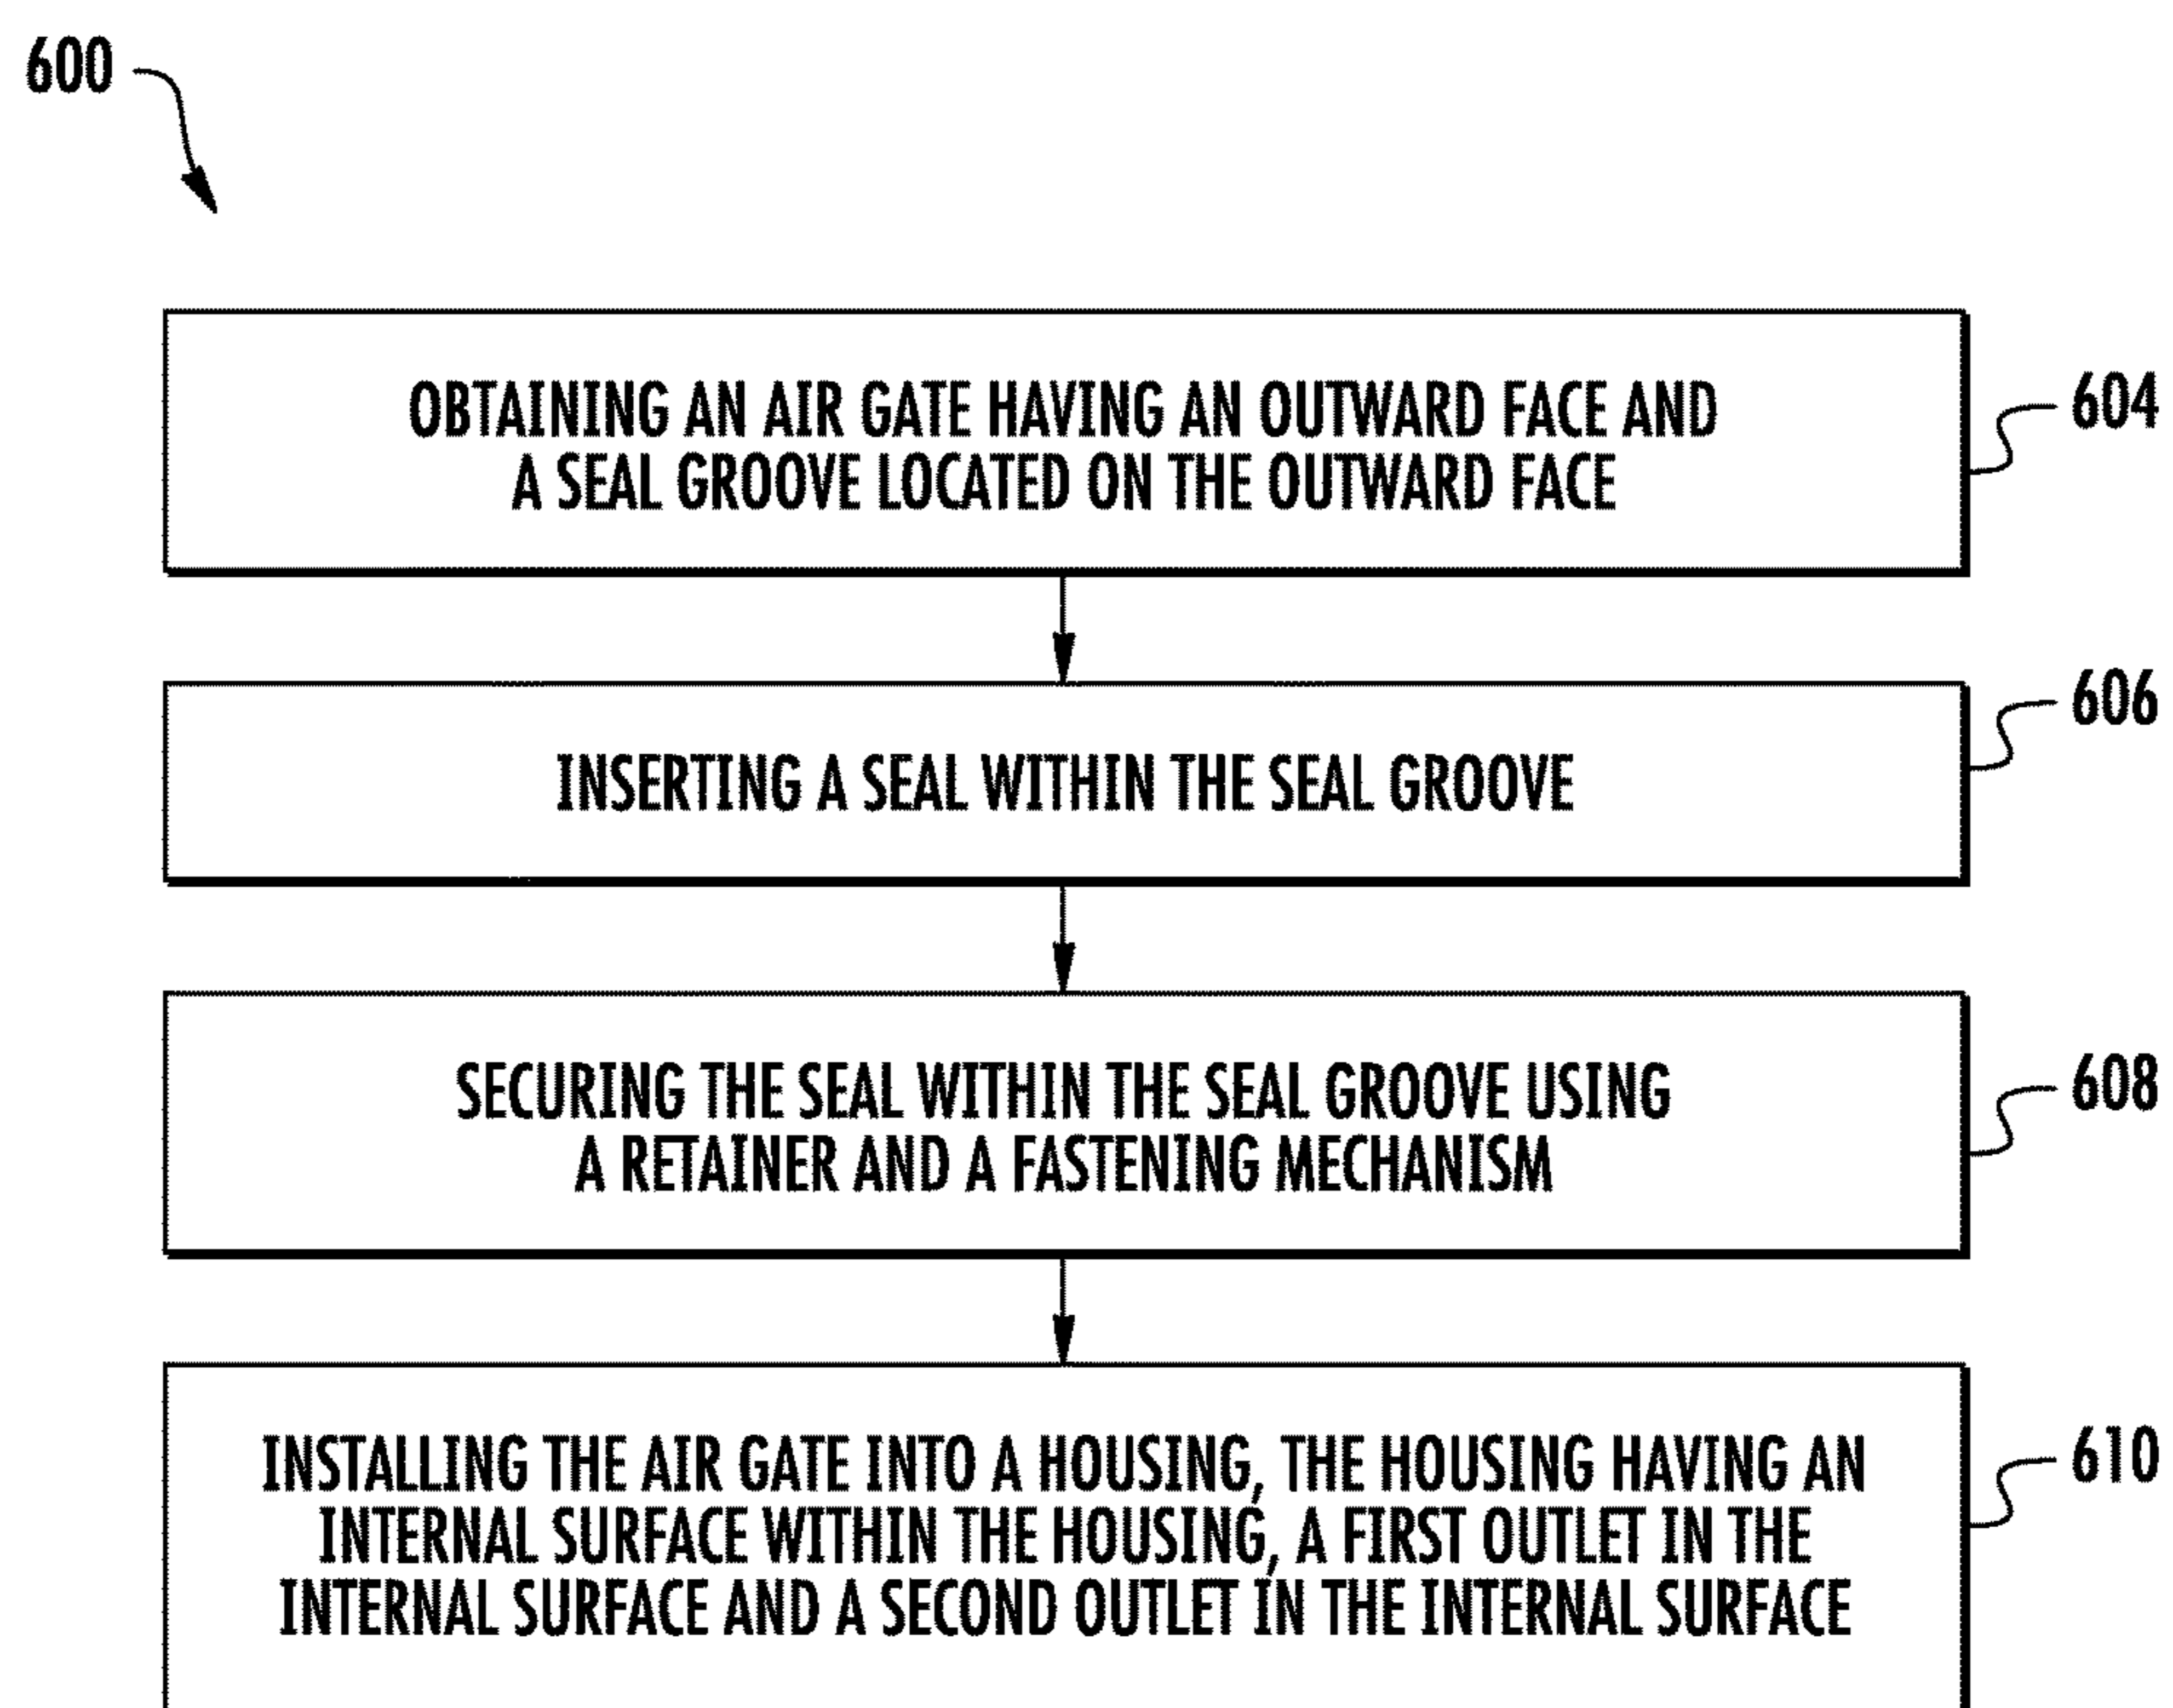 600
OBTAINING AN AIR GATE HAVING AN OUTWARD FACE AND
A SEAL GROOVE LOCATED ON THE OUTWARD FACE
604
INSERTING A SEAL WITHIN THE SEAL GROOVE
606
SECURING THE SEAL WITHIN THE SEAL GROOVE USING
A RETAINER AND A FASTENING MECHANISM
608
INSTALLING THE AIR GATE INTO A HOUSING, THE HOUSING HAVING AN
INTERNAL SURFACE WITHIN THE HOUSING, A FIRST OUTLET IN THE
INTERNAL SURFACE AND A SECOND OUTLET IN THE INTERNAL SURFACE
610